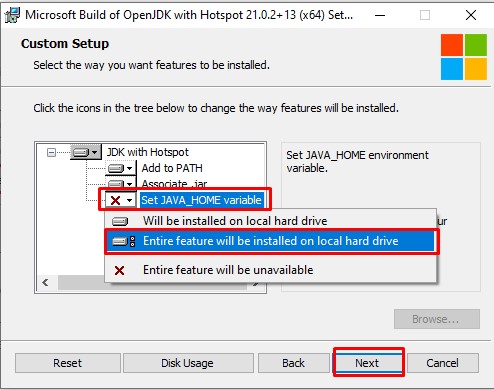 Microsoft Build of OpenJDK with Hotspot 21.0.2+13 (x64) Set...
Custom Setup
Select the way you want features to be installed.
Click the icons in the tree below to change the way features will be installed.
JDK with Hotspot
Add to PATH
Associate .jar
Set JAVA_HOME variable
Set JAVA_HOME environment
variable.
Will be installed on local hard drive
Entire feature will be installed on local hard drive
Entire feature will be unavailable
Browse...
Reset
Disk Usage
Back
Next
Cancel